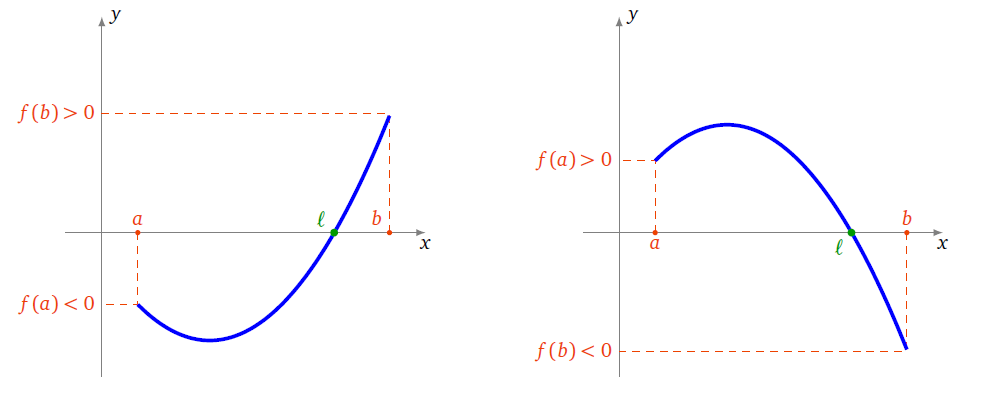 y
f(b) > 0
a
ℓ
b
x
f(a) < 0
y
f(a) > 0
b
a
ℓ
x
f(b) < 0